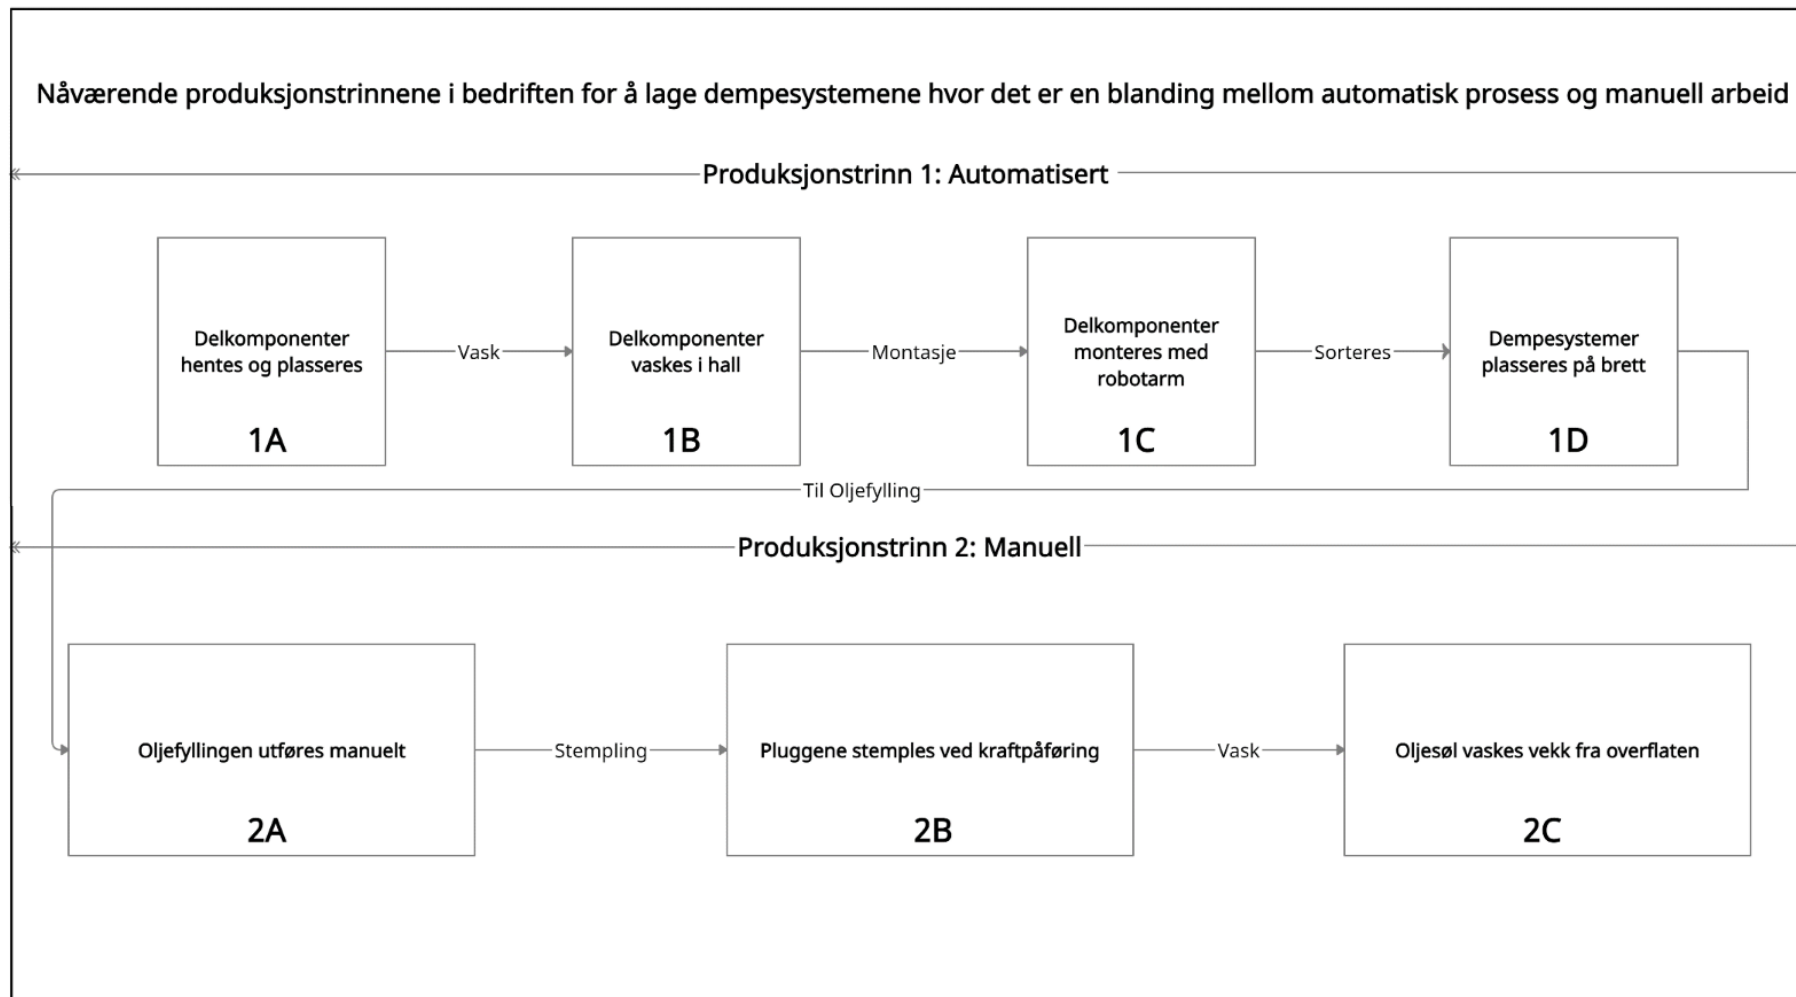 Nåværende produksjonstrinnene i bedriften for å lage dempesystemene hvor det er en blanding mellom automatisk prosess og manuell arbeid
Produksjonstrinn 1: Automatisert
Delkomponenter
hentes og plasseres
1A
Vask
Delkomponenter
vaskes i hall
1B
Montasje
Delkomponenter
monteres med
robotarm
1C
Sorteres
Dempesystemer
plasseres på brett
1D
Til Oljefylling
Produksjonstrinn 2: Manuell
Oljefyllingen utføres manuelt
2A
Stempling
Pluggene stemples ved kraftpåføring
2B
Vask
Oljesøl vaskes vekk fra overflaten
2C